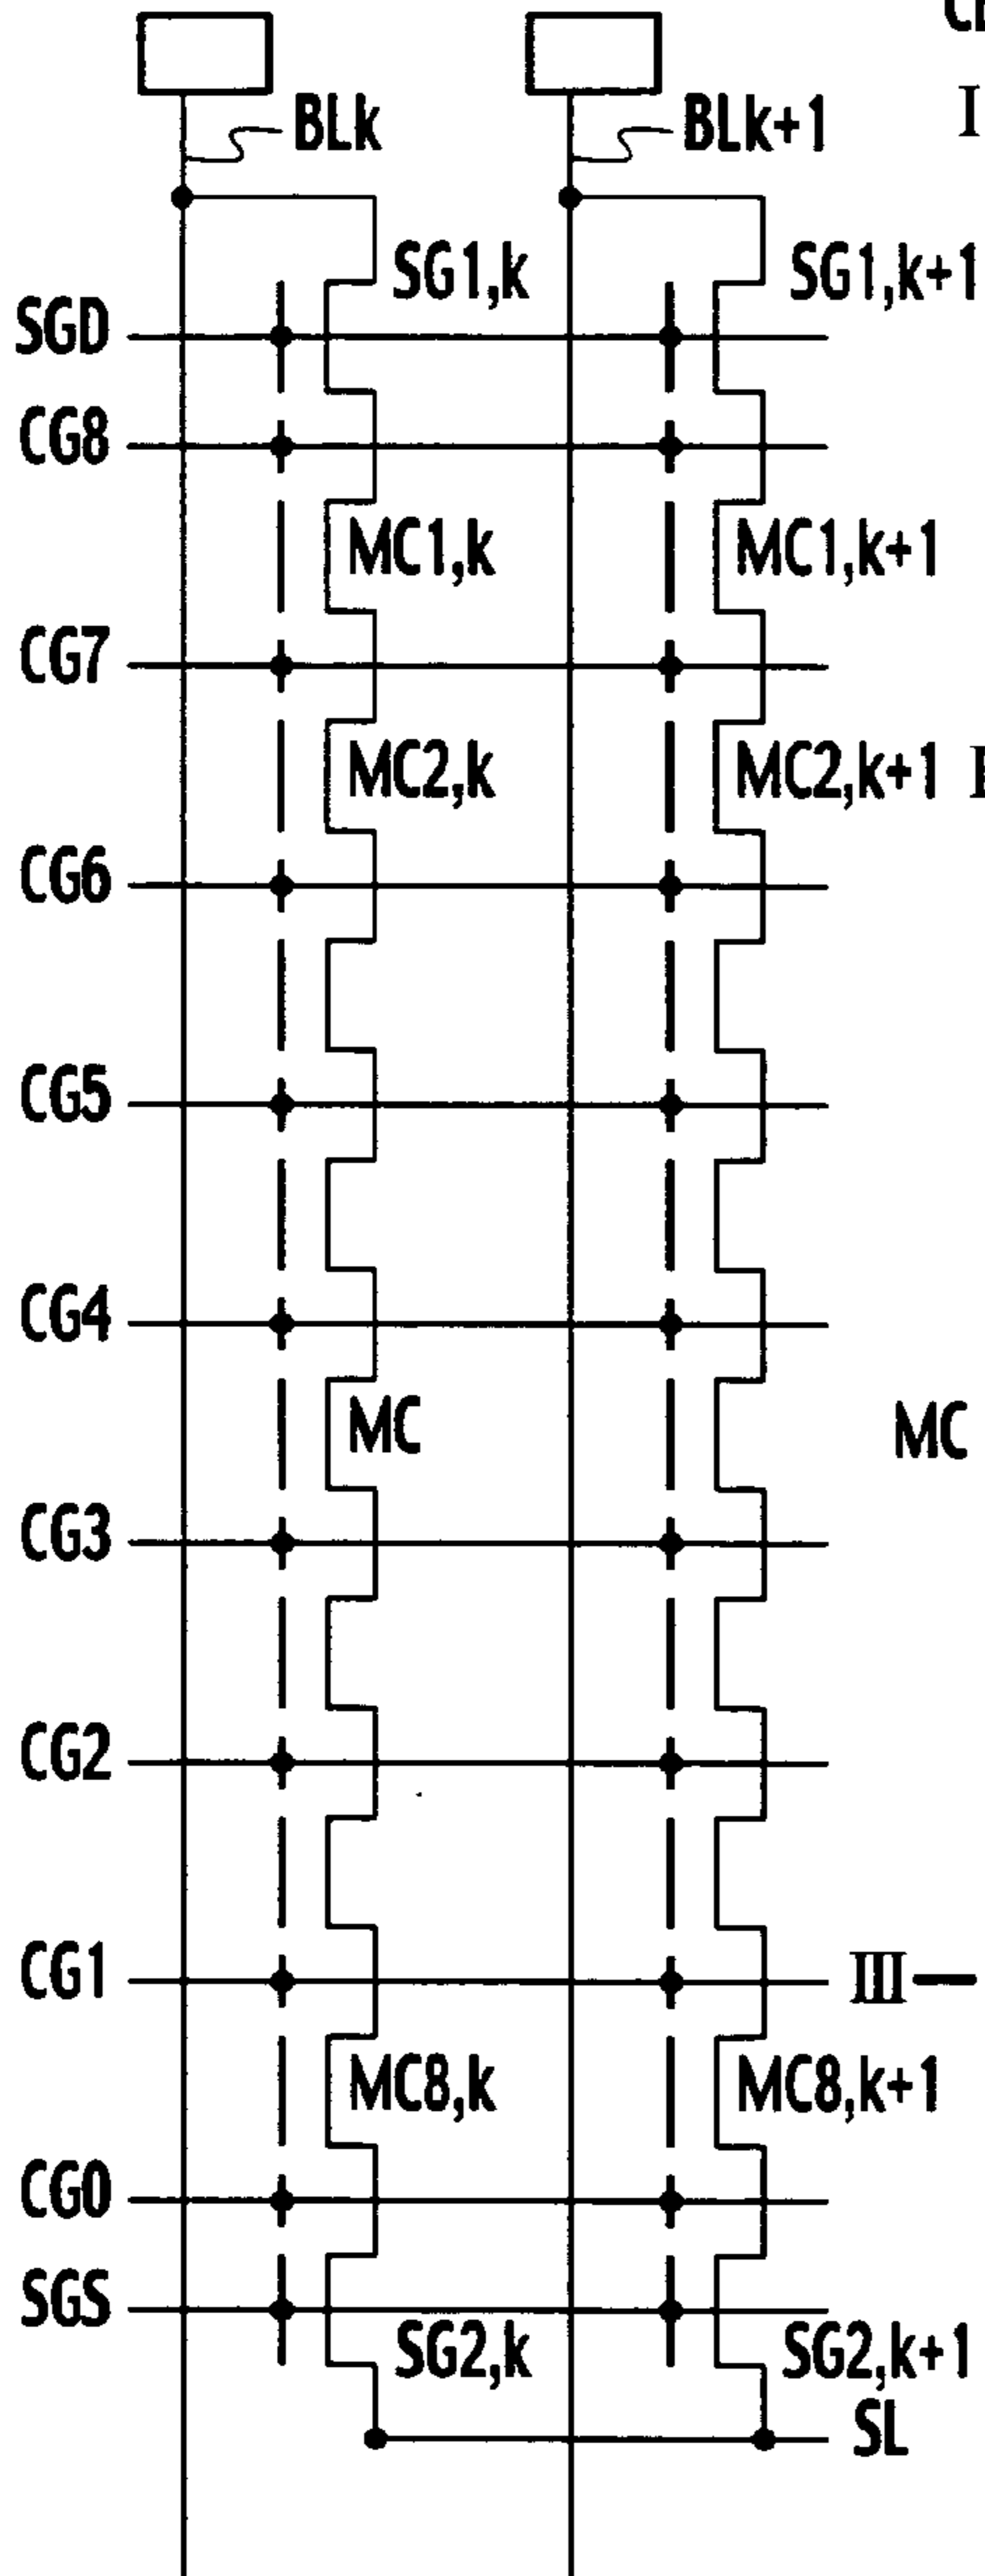 BLk BLk+1
I
SG1,k SG1,k+1
SGD
CG8
MC1,k MC1,k+1
CG7
MC2,k MC2,k+1
CG6
CG5
CG4
MC MC
CG3
CG2
CG1 III
MC8,k MC8,k+1
CG0
SGS
SG2,k SG2,k+1
SL